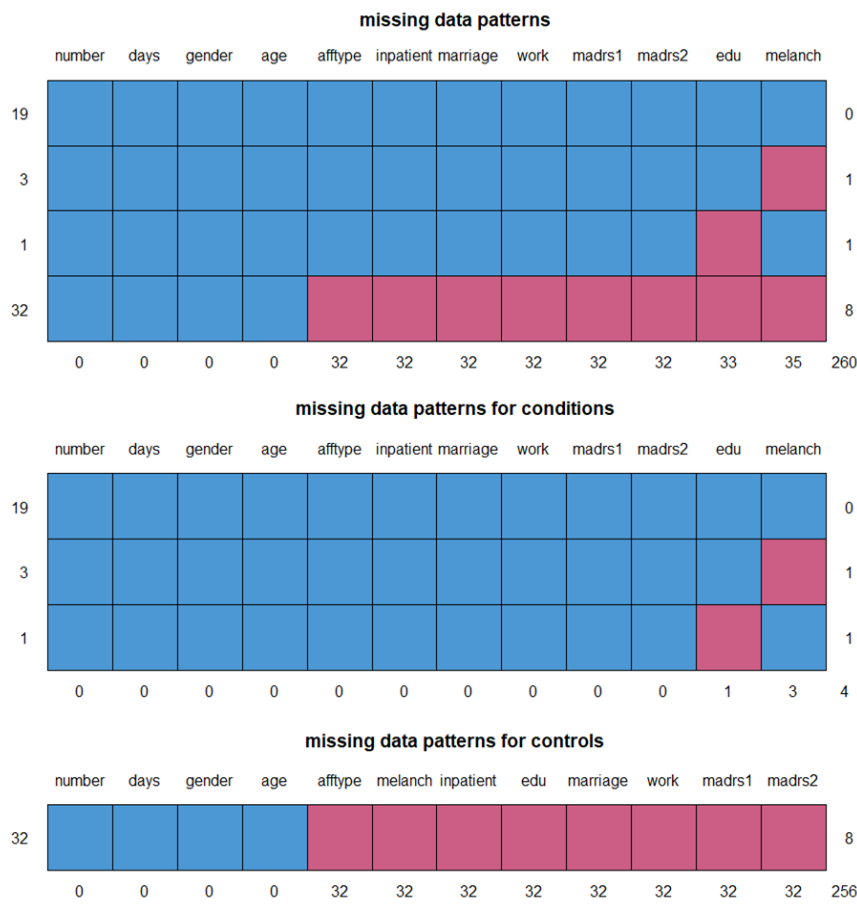 missing data patterns
number days gender age afftype inpatient marriage work madrs1 madrs2 edu melanch
19 0
3 1
1 1
32 8
0 0 0 0 32 32 32 32 32 32 33 35 260
missing data patterns for conditions
number days gender age afftype inpatient marriage work madrs1 madrs2 edu melanch
19 0
3 1
1 1
0 0 0 0 0 0 0 0 0 0 1 3 4
missing data patterns for controls
number days gender age afftype melanch inpatient edu marriage work madrs1 madrs2
32 8
0 0 0 0 32 32 32 32 32 32 32 32 256